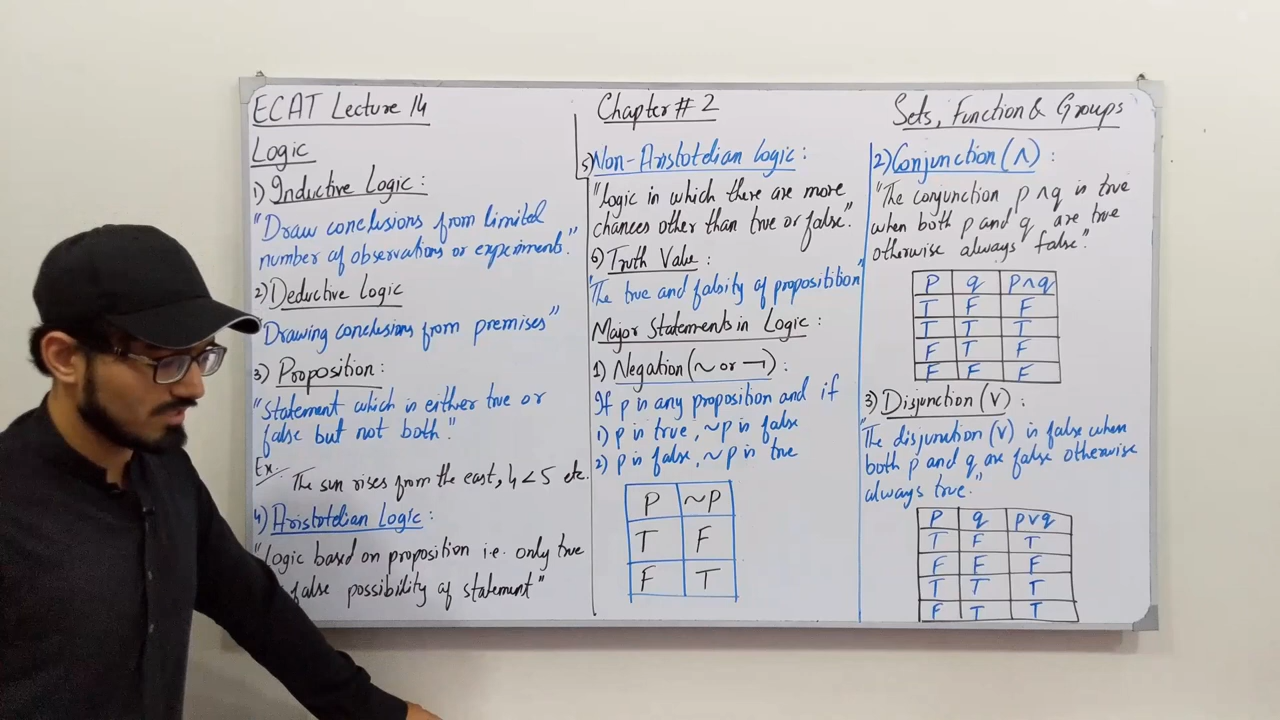 ECAT Lecture 14
Chapter # 2
Sets, Function & Groups
Logic
1) Inductive Logic :
"Draw conclusions from limited
number of observations or experiments."
2) Deductive Logic
"Drawing conclusions from premises"
3) Proposition :
"Statement which is either true or
false but not both."
Ex:- The sun rises from the east, 4 < 5 etc.
4) Aristotelian Logic :
"Logic based on proposition i.e. only true
false possibility of statement"
5) Non-Aristotelian Logic :
"Logic in which there are more
chances other than true or false."
6) Truth Value :
"The true and falsity of proposition"
Major Statements in Logic :
1) Negation (~ or ¬) :
If p is any proposition and if
1) p is true, ~p is false
2) p is false, ~p is true
P ~P
T F
F T
2) Conjunction (∧) :
"The conjunction p∧q is true
when both p and q are true
otherwise always false."
P q p∧q
T F F
T T T
F T F
F F F
3) Disjunction (∨) :
"The disjunction (∨) is false when
both p and q are false otherwise
always true."
P q p∨q
T F T
F F F
T T T
F T T